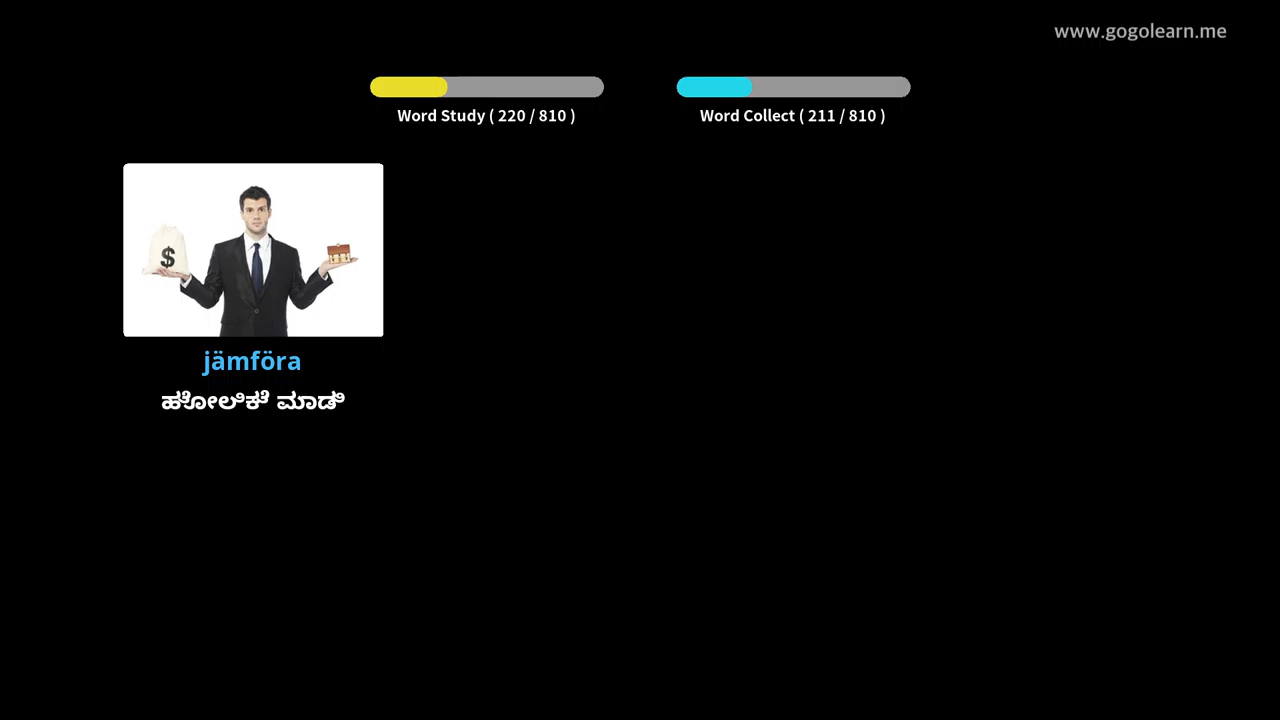 www.gogolearn.me
Word Study ( 220 / 810 )
Word Collect ( 211 / 810 )
$
jämföra
ಹೋಲಿಕೆ ಮಾಡಿ